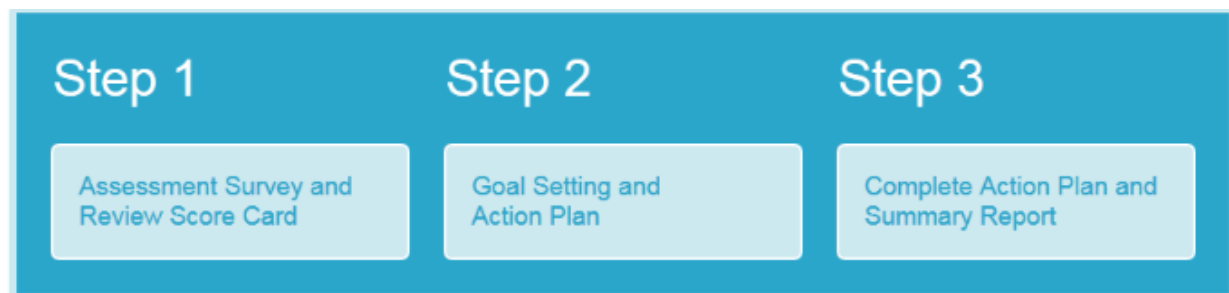 Step 1
Assessment Survey and
Review Score Card
Step 2
Goal Setting and
Action Plan
Step 3
Complete Action Plan and
Summary Report